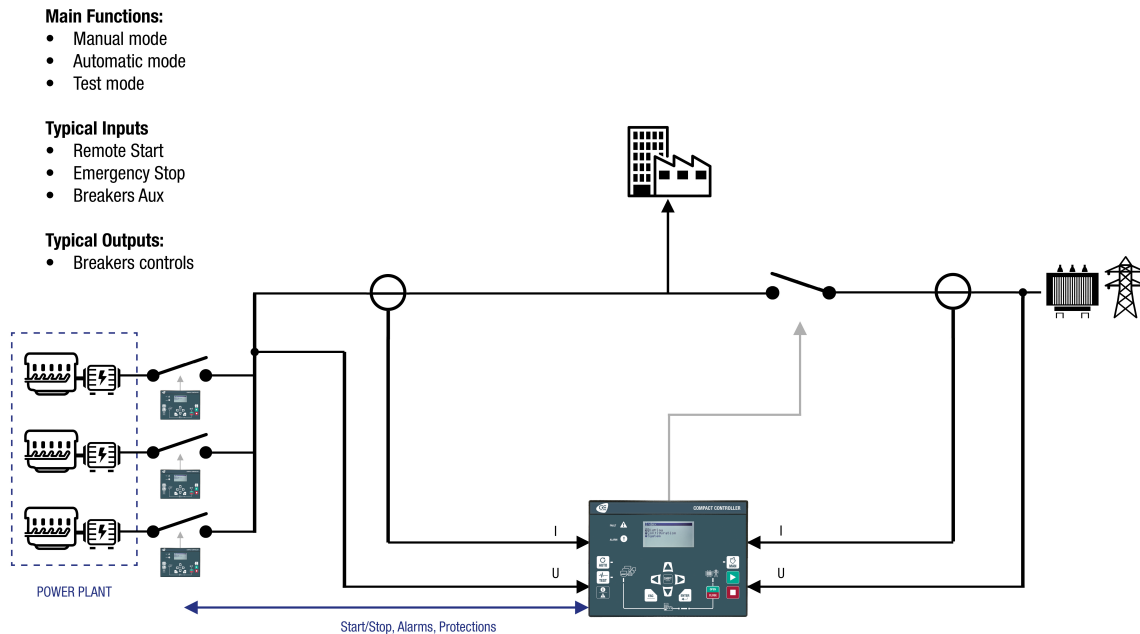 Main Functions:
• Manual mode
• Automatic mode
• Test mode
Typical Inputs
• Remote Start
• Emergency Stop
• Breakers Aux
Typical Outputs:
• Breakers controls
COMPACT CONTROLLER
I
I
U
U
POWER PLANT
Start/Stop, Alarms, Protections